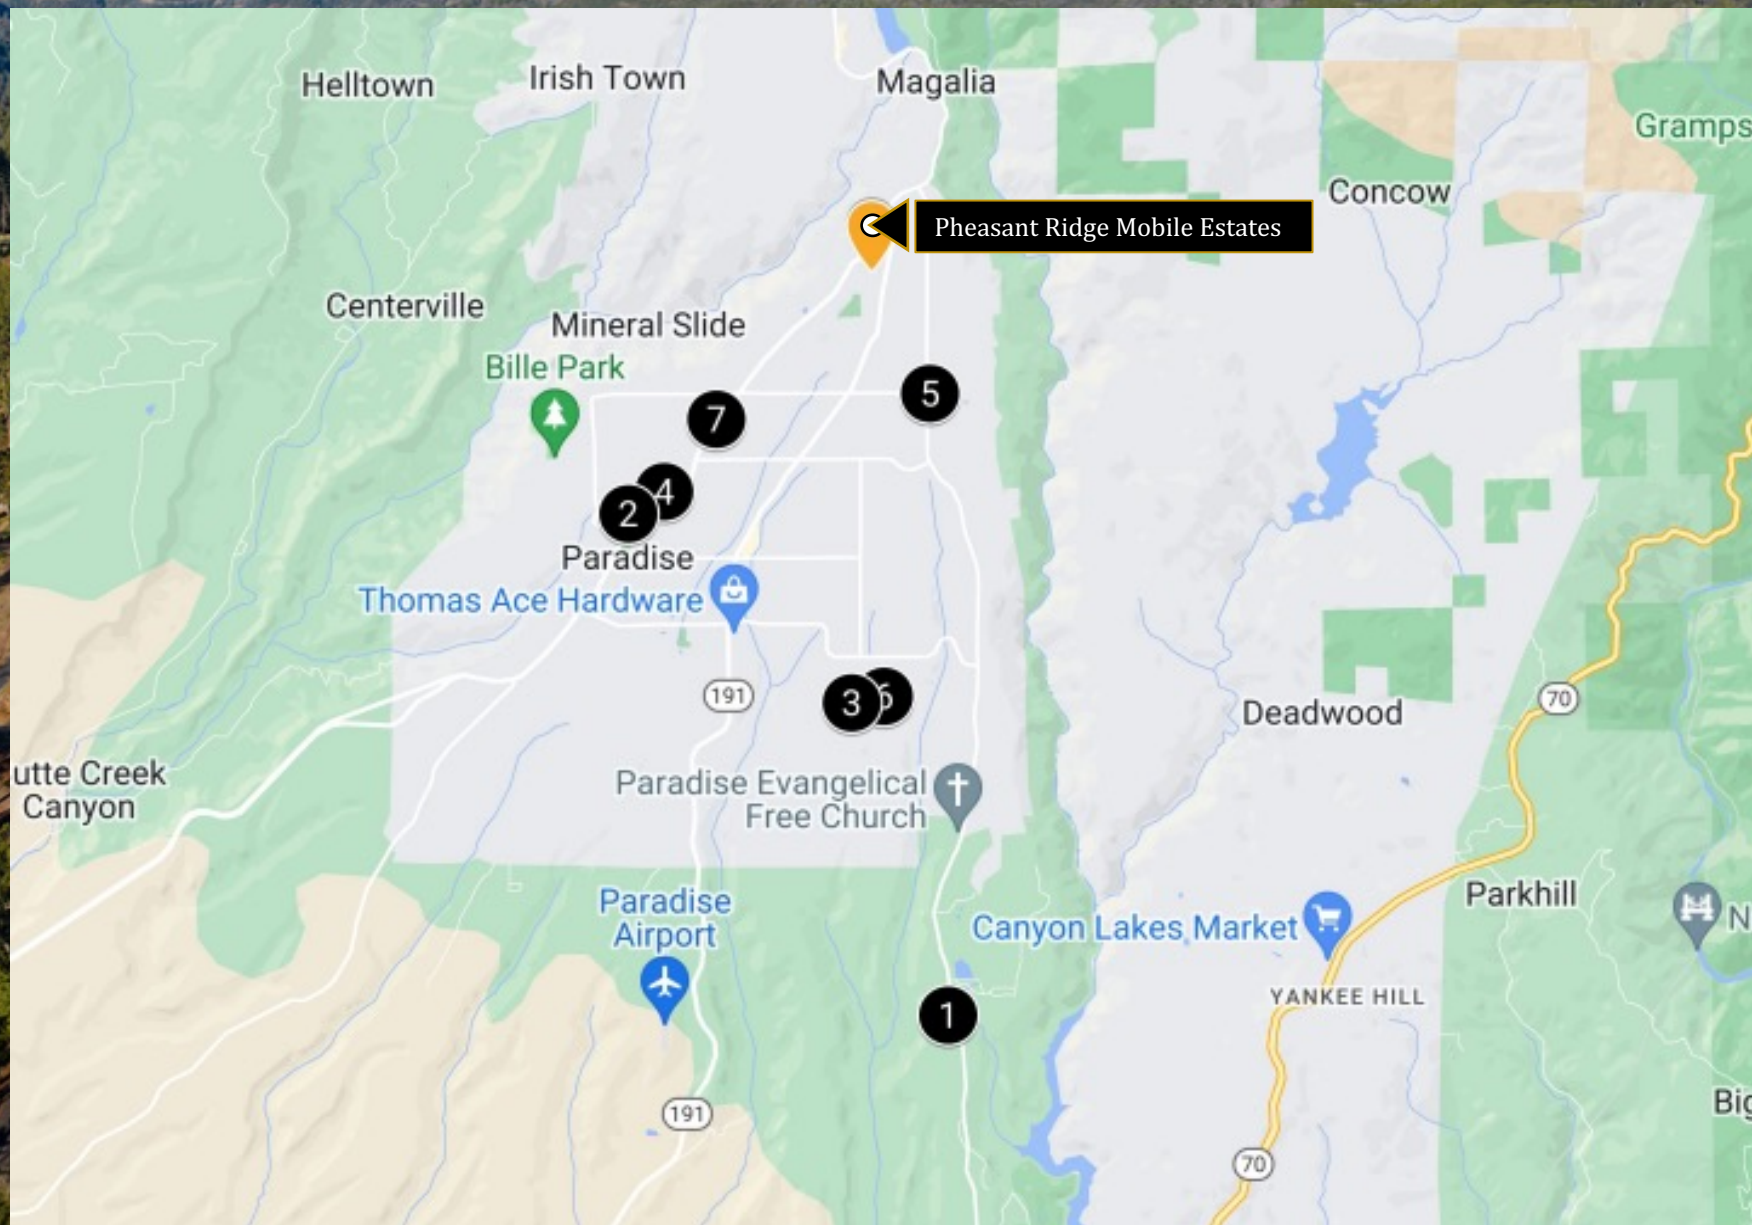 Helltown
Irish Town
Magalia
Gramps
Concow
Pheasant Ridge Mobile Estates
Centerville
Mineral Slide
Bille Park
5
7
4
2
Paradise
Thomas Ace Hardware
191
3
6
70
Deadwood
utte Creek
Canyon
Paradise Evangelical
Free Church
Paradise
Airport
Canyon Lakes Market
Parkhill
N
YANKEE HILL
1
191
Big
70